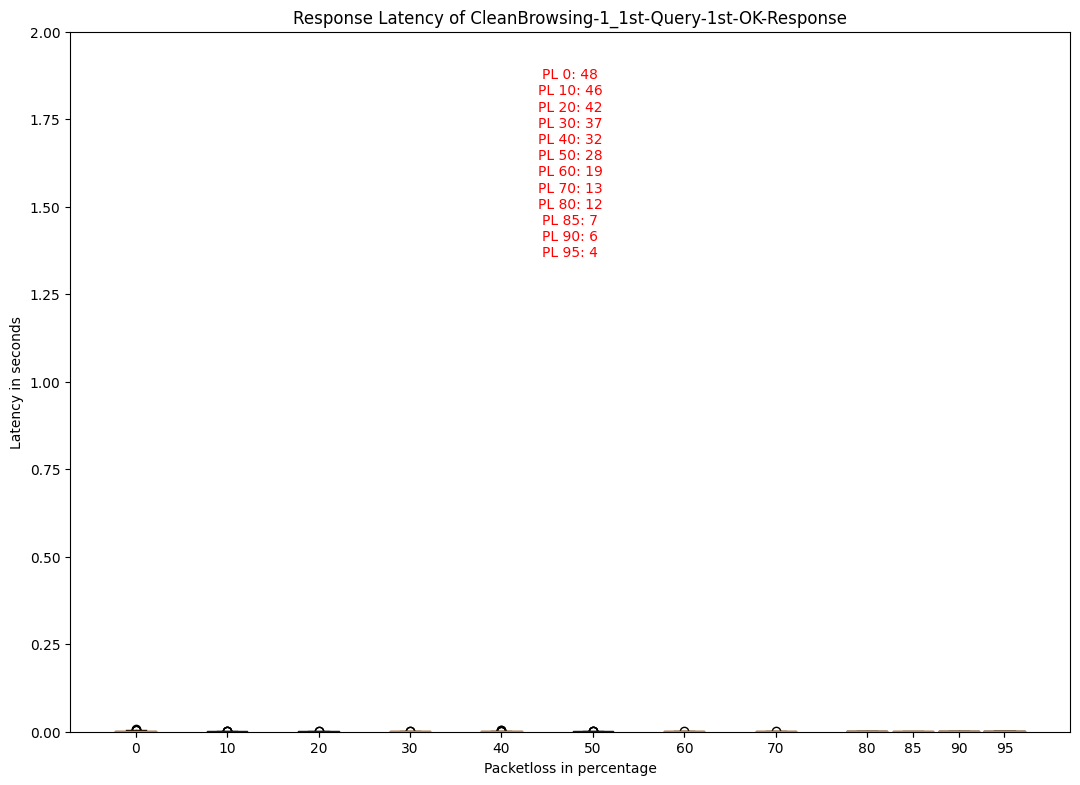 Response Latency of CleanBrowsing-1_1st-Query-1st-OK-Response
2.00
1.75
1.50
1.25
1.00
0.75
0.50
0.25
0.00
Latency in seconds
PL 0: 48
PL 10: 46
PL 20: 42
PL 30: 37
PL 40: 32
PL 50: 28
PL 60: 19
PL 70: 13
PL 80: 12
PL 85: 7
PL 90: 6
PL 95: 4
0 10 20 30 40 50 60 70 80 85 90 95
Packetloss in percentage